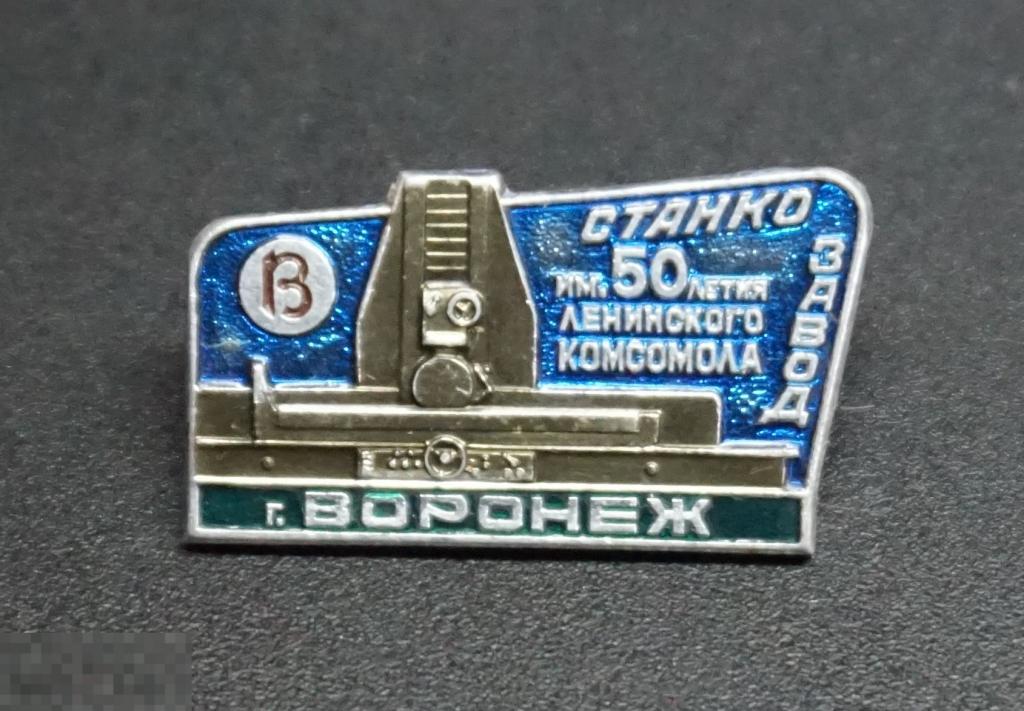 В
СТАНКО
ЗАВОД
ИМ. 50 ЛЕТИЯ
ЛЕНИНСКОГО
КОМСОМОЛА
г. ВОРОНЕЖ